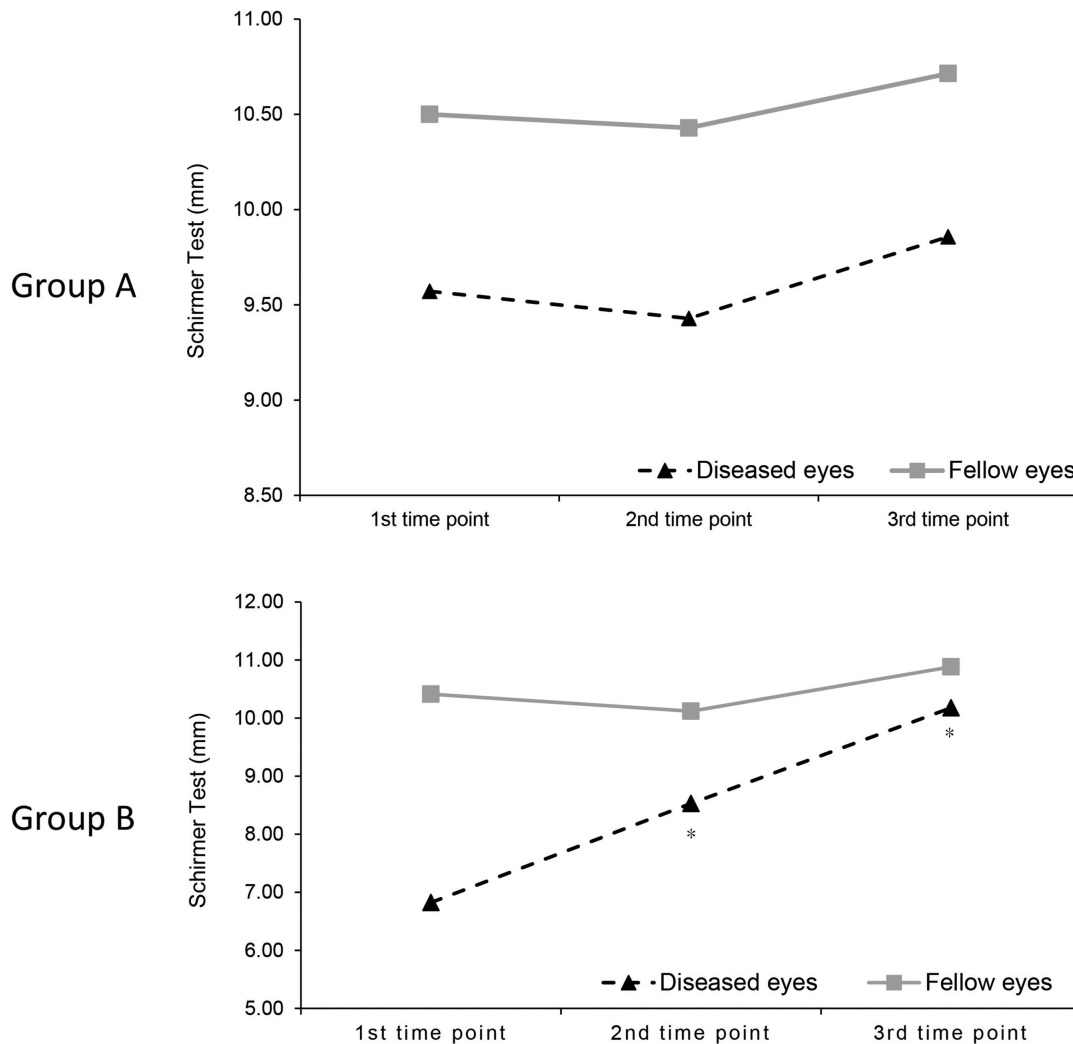 Group A
Schirmer Test (mm)
11.00
10.50
10.00
9.50
9.00
8.50
Diseased eyes Fellow eyes
1st time point 2nd time point 3rd time point
Group B
Schirmer Test (mm)
12.00
11.00
10.00
9.00
8.00
7.00
6.00
5.00
*
*
Diseased eyes Fellow eyes
1st time point 2nd time point 3rd time point